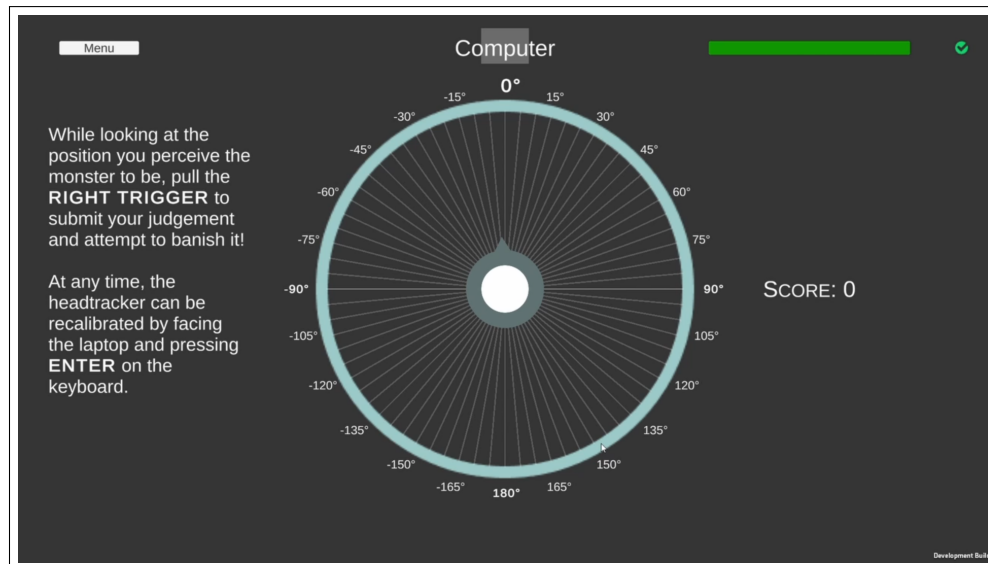 Menu
Computer
While looking at the
position you perceive the
monster to be, pull the
RIGHT TRIGGER to
submit your judgement
and attempt to banish it!
At any time, the
headtracker can be
recalibrated by facing
the laptop and pressing
ENTER on the
keyboard.
0°
-15° 15°
-30° 30°
-45° 45°
-60° 60°
-75° 75°
-90° 90°
-105° 105°
-120° 120°
-135° 135°
-150° 150°
-165° 165°
180°
SCORE: 0
Development Buil